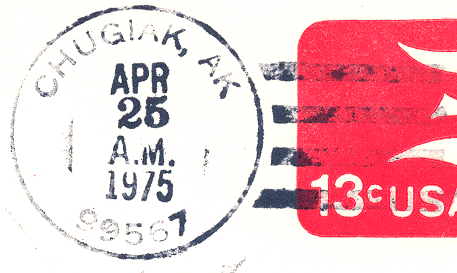 CHUGIAK, AK
APR
25
A.M.
1975
99567
13c USA